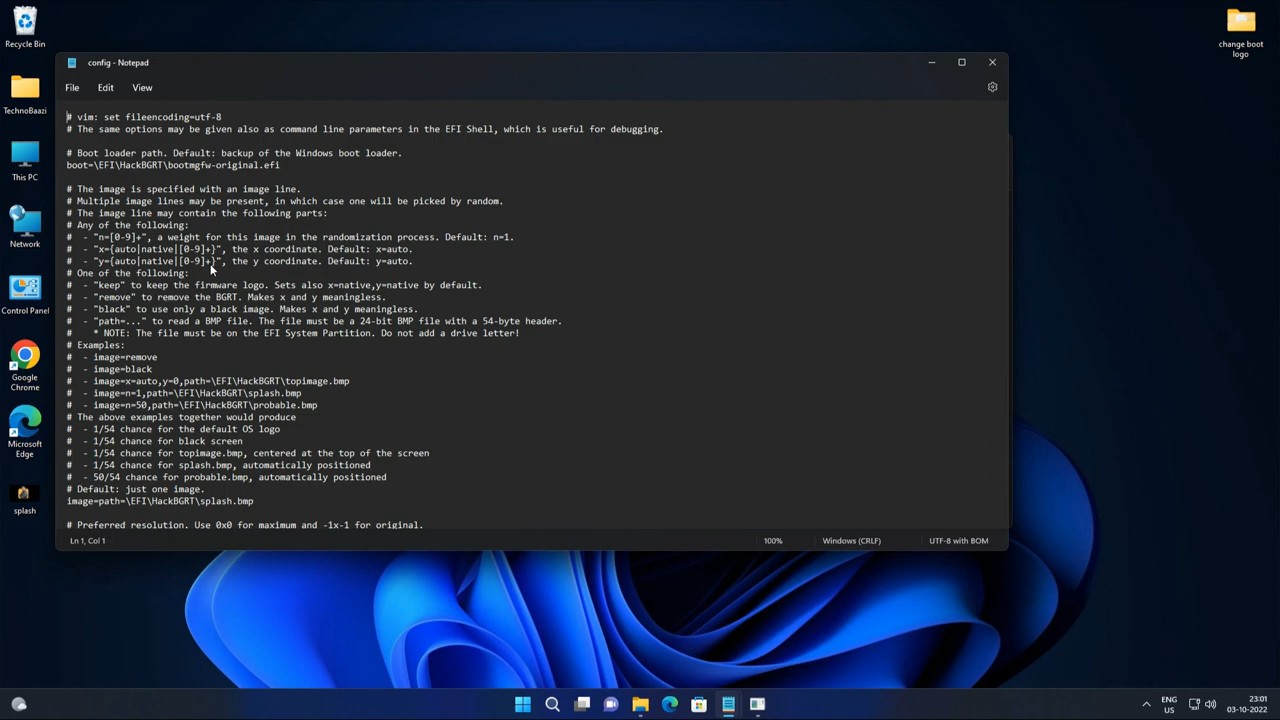 Recycle Bin
TechnoBaazi
This PC
Network
Control Panel
Google
Chrome
Microsoft
Edge
splash
change boot
logo
config - Notepad
File Edit View
# vim: set fileencoding=utf-8
# The same options may be given also as command line parameters in the EFI Shell, which is useful for debugging.
# Boot loader path. Default: backup of the Windows boot loader.
boot=\EFI\HackBGRT\bootmgfw-original.efi
# The image is specified with an image line.
# Multiple image lines may be present, in which case one will be picked by random.
# The image line may contain the following parts:
# Any of the following:
#  - "n=[0-9]+", a weight for this image in the randomization process. Default: n=1.
#  - "x={auto|native|[0-9]+}", the x coordinate. Default: x=auto.
#  - "y={auto|native|[0-9]+}", the y coordinate. Default: y=auto.
# One of the following:
#  - "keep" to keep the firmware logo. Sets also x=native,y=native by default.
#  - "remove" to remove the BGRT. Makes x and y meaningless.
#  - "black" to use only a black image. Makes x and y meaningless.
#  - "path=..." to read a BMP file. The file must be a 24-bit BMP file with a 54-byte header.
#    * NOTE: The file must be on the EFI System Partition. Do not add a drive letter!
# Examples:
#  - image=remove
#  - image=black
#  - image=x=auto,y=0,path=\EFI\HackBGRT\topimage.bmp
#  - image=n=1,path=\EFI\HackBGRT\splash.bmp
#  - image=n=50,path=\EFI\HackBGRT\probable.bmp
# The above examples together would produce
#  - 1/54 chance for the default OS logo
#  - 1/54 chance for black screen
#  - 1/54 chance for topimage.bmp, centered at the top of the screen
#  - 1/54 chance for splash.bmp, automatically positioned
#  - 50/54 chance for probable.bmp, automatically positioned
# Default: just one image.
image=path=\EFI\HackBGRT\splash.bmp
# Preferred resolution. Use 0x0 for maximum and -1x-1 for original.
Ln 1, Col 1 100% Windows (CRLF) UTF-8 with BOM
ENG
US
23:01
03-10-2022